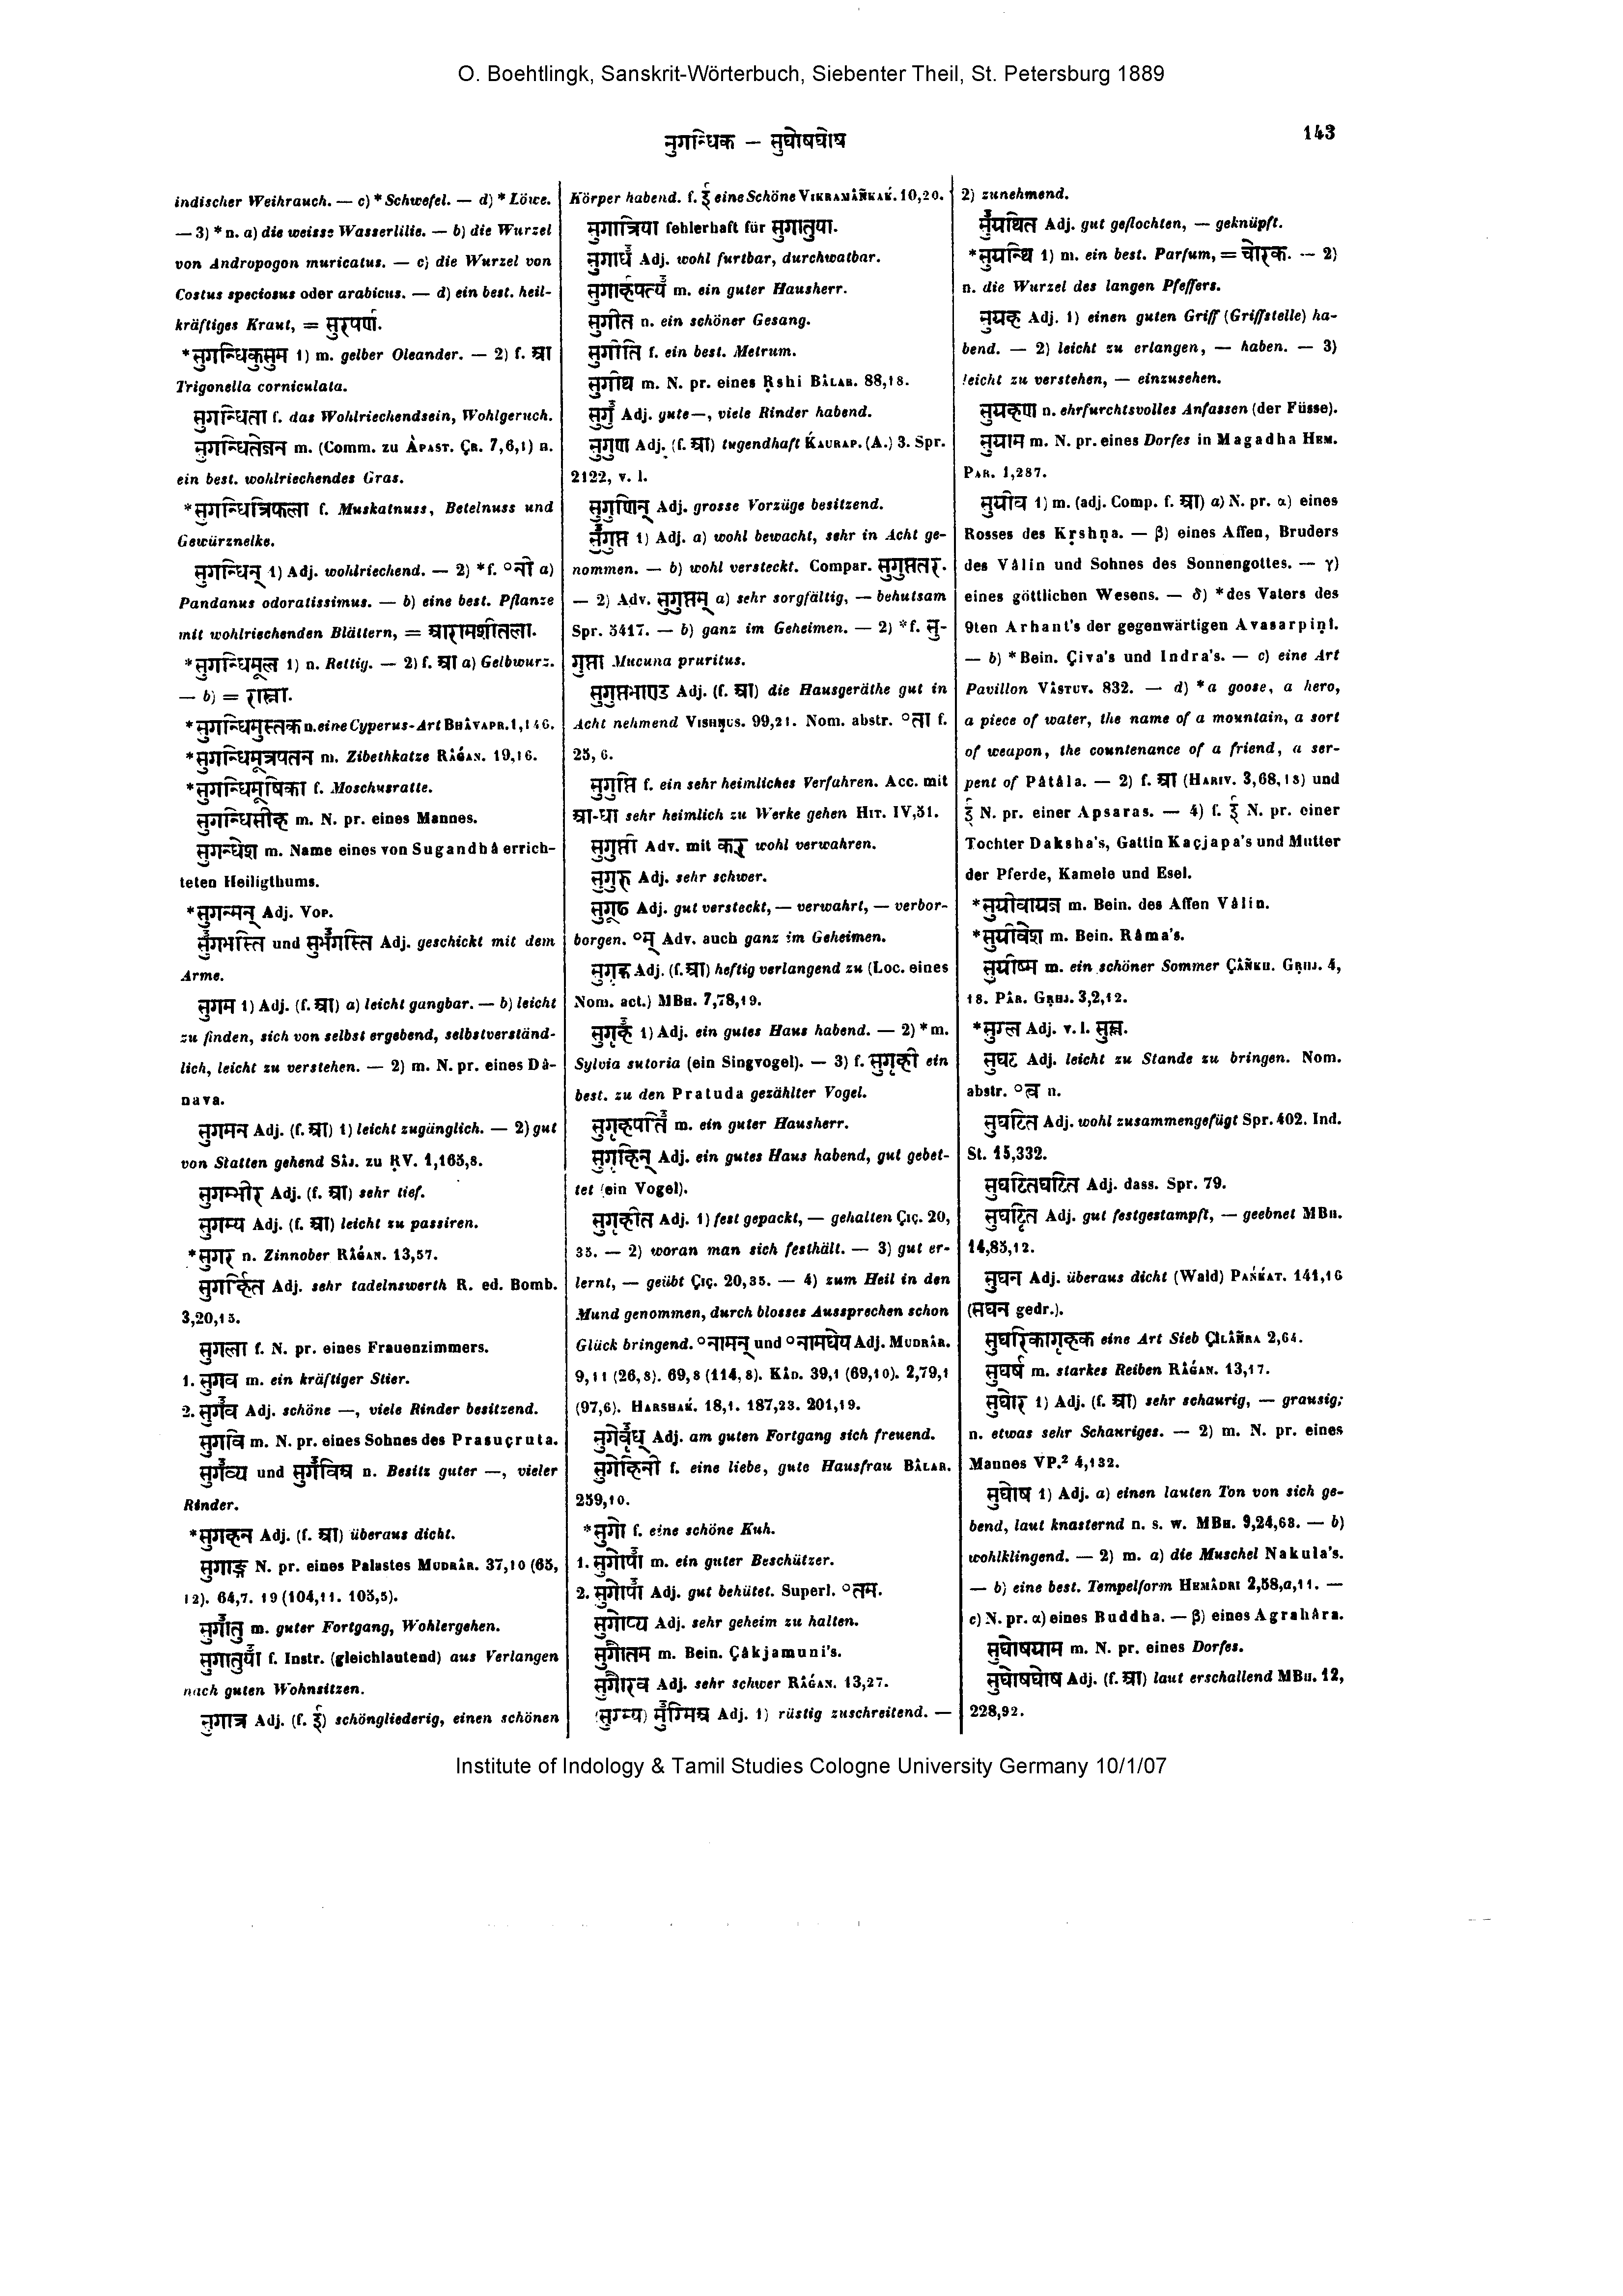 O. Boehtlingk, Sanskrit-Wörterbuch, Siebenter Theil, St. Petersburg 1889
सुगन्धिक — सुघोषघोष
143
indischer Weihrauch. — c) * Schwefel. — d) * Löwe.
— 3) * n. a) die weisse Wasserlilie. — b) die Wurzel
von Andropogon muricatus. — c) die Wurzel von
Costus speciosus oder arabicus. — d) ein best. heil-
kräftiges Kraut, = सुरपर्ण.
*सुगन्धिकुसुम 1) m. gelber Oleander. — 2) f. आ
Trigonella corniculata.
सुगन्धिता f. das Wohlriechendsein, Wohlgeruch.
सुगन्धितेजन m. (Comm. zu ÂPAST. ÇR. 7,6,1) n.
ein best. wohlriechendes Gras.
*सुगन्धित्रिफला f. Muskatnuss, Betelnuss und
Gewürznelke.
सुगन्धिन् 1) Adj. wohlriechend. — 2) *f. °नी a)
Pandanus odoratissimus. — b) eine best. Pflanze
mit wohlriechenden Blättern, = आरामशीतला.
*सुगन्धिमूल 1) n. Rettig. — 2) f. आ a) Gelbwurz.
— b) = रास्ना.
*सुगन्धिमुस्तक n. eine Cyperus-Art BHÂVAPR. 1,146.
*सुगन्धिमूत्रपतन m. Zibethkatze RÂǴAN. 19,16.
*सुगन्धिमूषिका f. Moschusratte.
सुगन्धिसीह m. N. pr. eines Mannes.
सुगन्धेश m. Name eines von Sugandhâ errich-
teten Heiligthums.
*सुगन्मन् Adj. Vop.
सुँगभस्ति und सुर्भँगस्ति Adj. geschickt mit dem
Arme.
सुगम 1) Adj. (f. आ) a) leicht gangbar. — b) leicht
zu finden, sich von selbst ergebend, selbstverständ-
lich, leicht zu verstehen. — 2) m. N. pr. eines Dâ-
nava.
सुगमन Adj. (f. आ) 1) leicht zugänglich. — 2) gut
von Statten gehend SÂJ. zu ṚV. 1,165,8.
सुगम्भीर Adj. (f. आ) sehr tief.
सुगम्य Adj. (f. आ) leicht zu passiren.
*सुगर n. Zinnober RÂǴAN. 13,57.
सुगर्हित Adj. sehr tadelnswerth R. ed. Bomb.
3,20,15.
सुगला f. N. pr. eines Frauenzimmers.
1. सुगव m. ein kräftiger Stier.
2. सुगँव Adj. schöne —, viele Rinder besitzend.
सुगवि m. N. pr. eines Sohnes des Prasuçruta.
सुगँव्य und सुगँविध्न n. Besitz guter —, vieler
Rinder.
*सुगहन Adj. (f. आ) überaus dicht.
सुगाङ्ग N. pr. eines Palastes MUDRÂR. 37,10 (65,
12). 64,7. 19 (104,11. 105,5).
सुगाँतु m. guter Fortgang, Wohlergehen.
सुगातुयाँ f. Instr. (gleichlautend) aus Verlangen
nach guten Wohnsitzen.
सुगात्र Adj. (f. ई) schöngliederig, einen schönen
Körper habend. f. ई eine Schöne VIKRAMÂÑKAḰ. 10,20.
सुगात्रिया fehlerhaft für सुगातुया.
सुगाधँ Adj. wohl furtbar, durchwatbar.
सुगार्हपत्यँ m. ein guter Hausherr.
सुगीत n. ein schöner Gesang.
सुगीति f. ein best. Metrum.
सुगीथ m. N. pr. eines Ṛshi BÂLAR. 88,18.
सुगुँ Adj. gute—, viele Rinder habend.
सुगुण Adj. (f. आ) tugendhaft ḰAURAP. (A.) 3. Spr.
2122, v. l.
सुगुणिन् Adj. grosse Vorzüge besitzend.
सुँगुप्त 1) Adj. a) wohl bewacht, sehr in Acht ge-
nommen. — b) wohl versteckt. Compar. सुगुप्ततर.
— 2) Adv. सुगुप्तम् a) sehr sorgfältig, — behutsam
Spr. 5417. — b) ganz im Geheimen. — 2) *f. सु-
गुप्ता Mucuna pruritus.
सुगुप्तभाण्ड Adj. (f. आ) die Hausgeräthe gut in
Acht nehmend VISHṆUS. 99,21. Nom. abstr. °ता f.
25, 6.
सुगुप्ति f. ein sehr heimliches Verfahren. Acc. mit
आ-धा sehr heimlich zu Werke gehen HIT. IV,51.
सुगुप्ती Adv. mit कर् wohl verwahren.
सुगुरु Adj. sehr schwer.
सुगूढ Adj. gut versteckt, — verwahrt, — verbor-
borgen. °म् Adv. auch ganz im Geheimen.
सुगृद्ध Adj. (f. आ) heftig verlangend zu (Loc. eines
Nom. act.) MBH. 7,78,19.
सुगृहँ 1) Adj. ein gutes Haus habend. — 2) *m.
Sylvia sutoria (ein Singvogel). — 3) f. सुगृही ein
best. zu den Pratuda gezählter Vogel.
सुगृहपतिँ m. ein guter Hausherr.
सुगृहिन् Adj. ein gutes Haus habend, gut gebet-
tet (ein Vogel).
सुगृहीत Adj. 1) fest gepackt, — gehalten ÇIÇ. 20,
35. — 2) woran man sich festhält. — 3) gut er-
lernt, — geübt ÇIÇ. 20,35. — 4) zum Heil in den
Mund genommen, durch blosses Aussprechen schon
Glück bringend. °नामन् und °नामधेय Adj. MUDRÂR.
9,11 (26,8). 69,8 (114,8). KÂD. 39,1 (69,10). 2,79,1
(97,6). HARSHAḰ. 18,1. 187,23. 201,19.
सुगेवृँध् Adj. am guten Fortgang sich freuend.
सुगेहिनी f. eine liebe, gute Hausfrau BÂLAR.
259,10.
*सुगो f. eine schöne Kuh.
1. सुगोपाँ m. ein guter Beschützer.
2. सुगोपाँ Adj. gut behütet. Superl. °तम.
सुगोप्य Adj. sehr geheim zu halten.
सुगौतम m. Bein. Çâkjamuni's.
सुगौरव Adj. sehr schwer RÂǴAN. 13,27.
(सुग्म्य) सुँग्मिअ Adj. 1) rüstig zuschreitend. —
2) zunehmend.
सुँग्रथित Adj. gut geflochten, — geknüpft.
*सुग्रन्थि 1) m. ein best. Parfum, = चोरक. — 2)
n. die Wurzel des langen Pfeffers.
सुग्रह Adj. 1) einen guten Griff (Griffstelle) ha-
bend. — 2) leicht zu erlangen, — haben. — 3)
leicht zu verstehen, — einzusehen.
सुग्रहण n. ehrfurchtsvolles Anfassen (der Füsse).
सुग्राम m. N. pr. eines Dorfes in Magadha HEM.
PAR. 1,287.
सुग्रीव 1) m. (adj. Comp. f. आ) a) N. pr. α) eines
Rosses des Kṛshṇa. — β) eines Affen, Bruders
des Vâlin und Sohnes des Sonnengottes. — γ)
eines göttlichen Wesens. — δ) *des Vaters des
9ten Arhant's der gegenwärtigen Avasarpiṇî.
— b) * Bein. Çiva's und Indra's. — c) eine Art
Pavillon VÂSTUV. 832. — d) *a goose, a hero,
a piece of water, the name of a mountain, a sort
of weapon, the countenance of a friend, a ser-
pent of Pâtâla. — 2) f. आ (HARIV. 3,68,18) und
ई N. pr. einer Apsaras. — 4) f. ई N. pr. einer
Tochter Daksha's, Gattin Kaçjapa's und Mutter
der Pferde, Kamele und Esel.
*सुग्रीवाग्रज m. Bein. des Affen Vâlin.
*सुग्रीवेश m. Bein. Râma's.
सुग्रीष्म m. ein schöner Sommer ÇÂÑKH. GṚHJ. 4,
18. PÂR. GṚHJ. 3,2,12.
*सुग्ल Adj. v. l. सुम्न.
सुघट Adj. leicht zu Stande zu bringen. Nom.
abstr. °त्व n.
सुघटित Adj. wohl zusammengefügt Spr. 402. Ind.
St. 15,332.
सुघटितघटित Adj. dass. Spr. 79.
सुघट्टित Adj. gut festgestampft, — geebnet MBH.
14,85,12.
सुघन Adj. überaus dicht (Wald) PAÑḰAT. 141,16
(सघन gedr.).
सुघरिकागृहक eine Art Sieb ÇÎLÂÑKA 2,64.
सुघर्ष m. starkes Reiben RÂǴAN. 13,17.
सुघोर 1) Adj. (f. आ) sehr schaurig, — grausig;
n. etwas sehr Schauriges. — 2) m. N. pr. eines
Mannes VP.² 4,132.
सुघोष 1) Adj. a) einen lauten Ton von sich ge-
bend, laut knasternd u. s. w. MBH. 9,24,68. — b)
wohlklingend. — 2) m. a) die Muschel Nakula's.
— b) eine best. Tempelform HEMÂDRI 2,58,a,11. —
c) N. pr. α) eines Buddha. — β) eines Agrahâra.
सुघोषग्राम m. N. pr. eines Dorfes.
सुघोषघोष Adj. (f. आ) laut erschallend MBH. 12,
228,92.
Institute of Indology & Tamil Studies Cologne University Germany 10/1/07